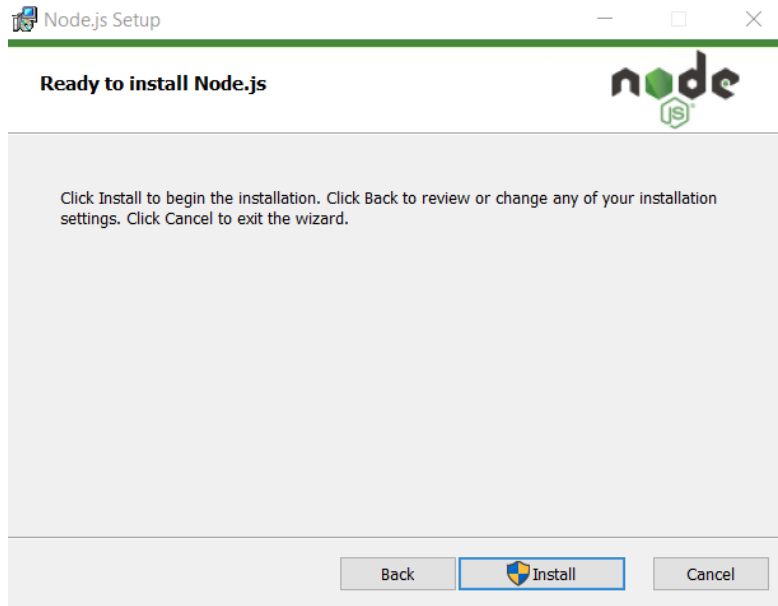 Node.js Setup
Ready to install Node.js
node
JS
Click Install to begin the installation. Click Back to review or change any of your installation
settings. Click Cancel to exit the wizard.
Back
Install
Cancel